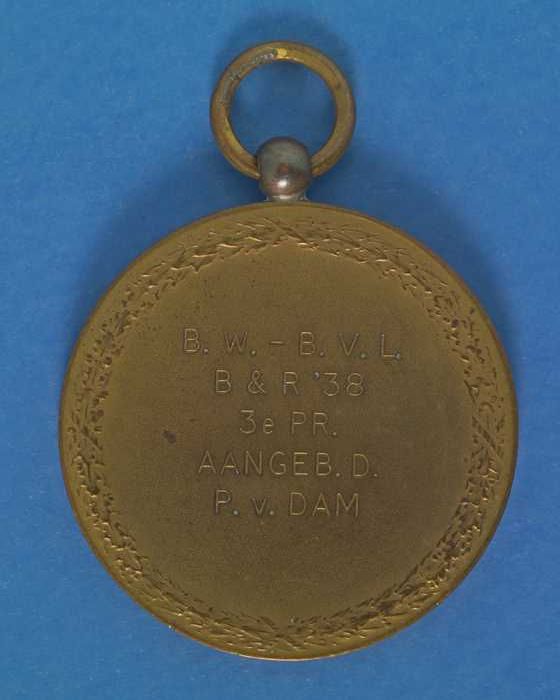 B. W. – B. V. L.
B & R '38
3e PR.
AANGEB. D.
P. v. DAM